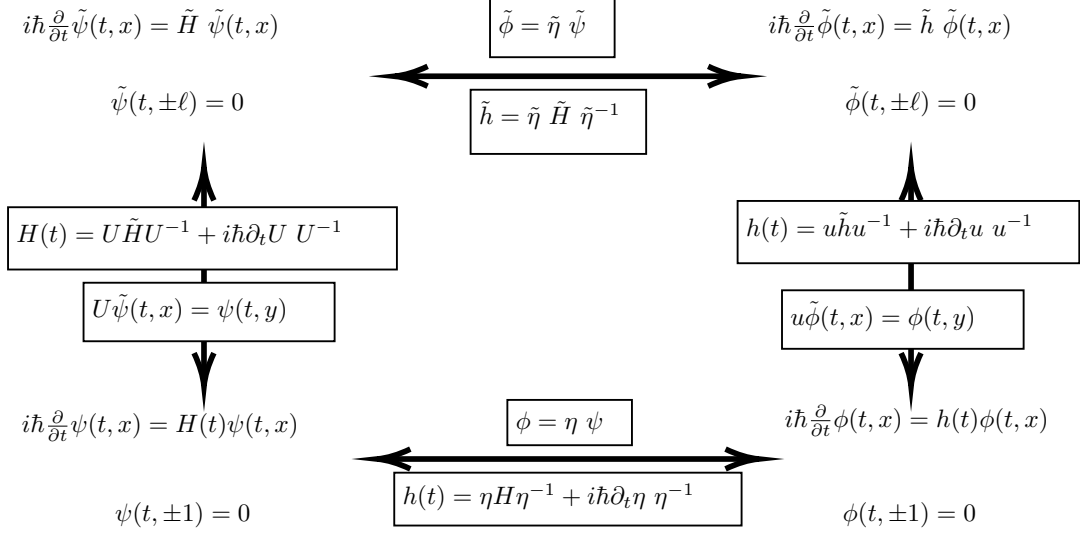 iℏ ∂/∂t ψ̃(t, x) = H̃ ψ̃(t, x)
φ̃ = η̃ ψ̃
iℏ ∂/∂t φ̃(t, x) = h̃ φ̃(t, x)
ψ̃(t, ±ℓ) = 0
h̃ = η̃ H̃ η̃⁻¹
φ̃(t, ±ℓ) = 0
H(t) = UH̃U⁻¹ + iℏ∂ₜU U⁻¹
h(t) = uh̃u⁻¹ + iℏ∂ₜu u⁻¹
Uψ̃(t, x) = ψ(t, y)
uφ̃(t, x) = φ(t, y)
iℏ ∂/∂t ψ(t, x) = H(t)ψ(t, x)
φ = η ψ
iℏ ∂/∂t φ(t, x) = h(t)φ(t, x)
h(t) = ηHη⁻¹ + iℏ∂ₜη η⁻¹
ψ(t, ±1) = 0
φ(t, ±1) = 0